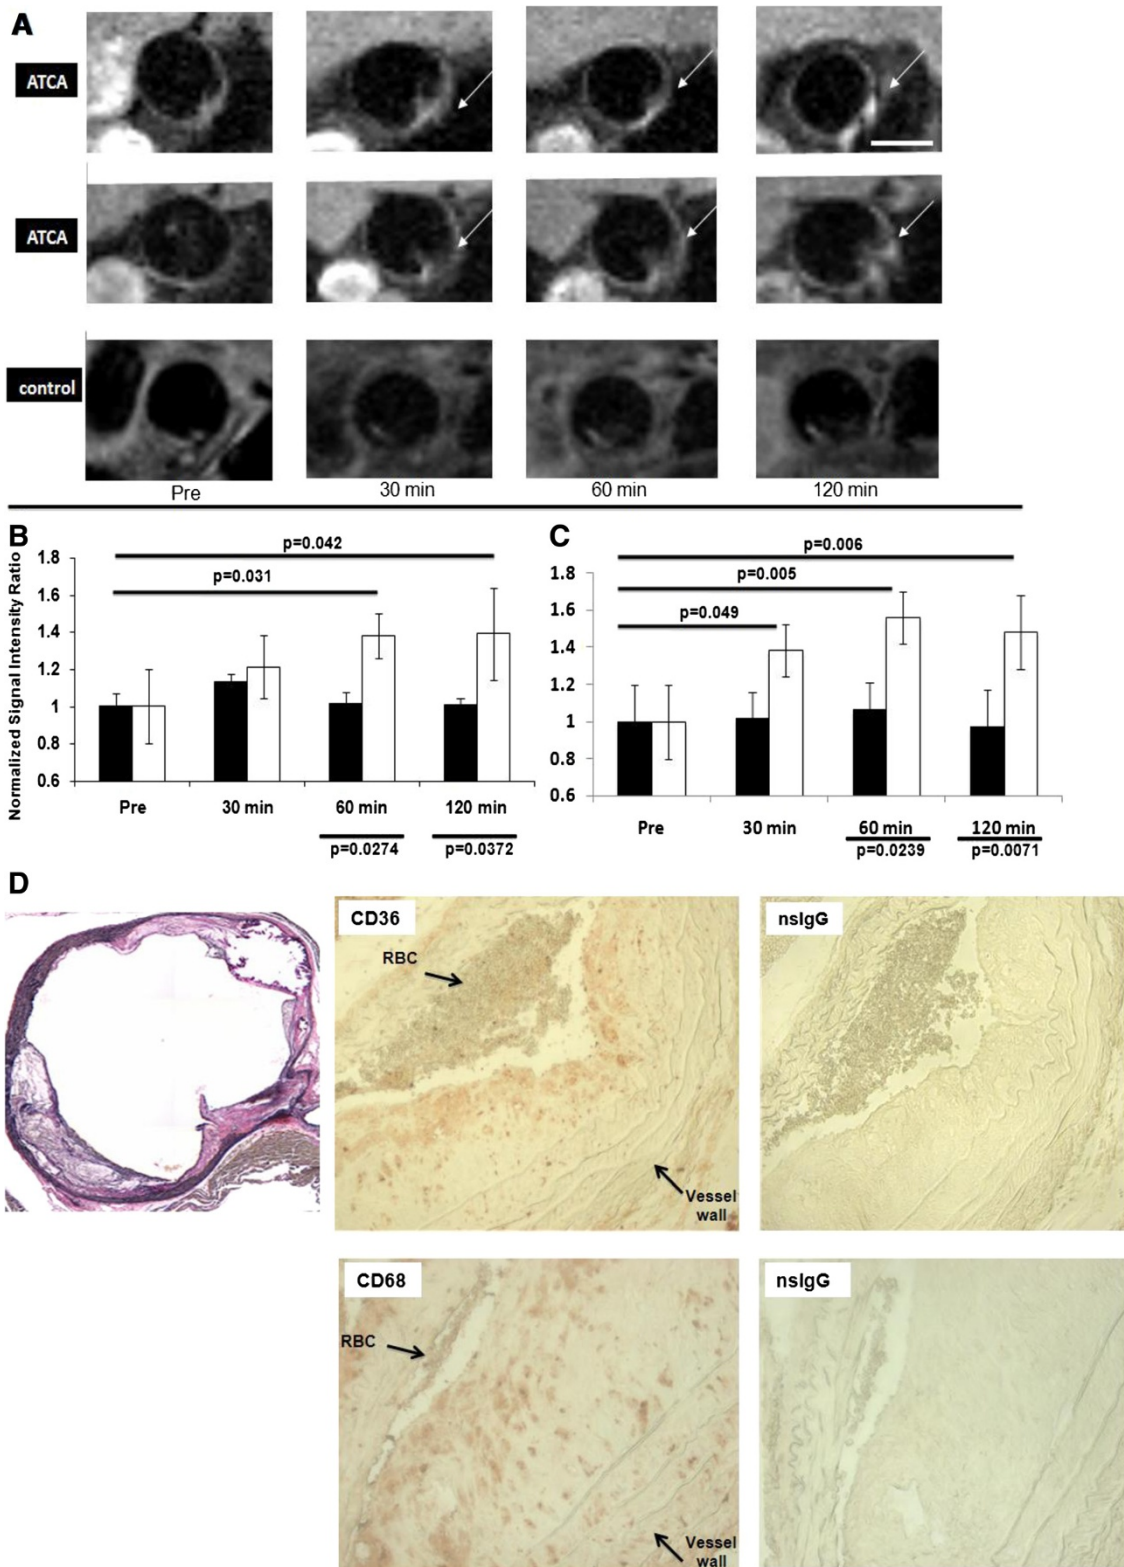 A
ATCA
ATCA
control
Pre
30 min
60 min
120 min
B
Normalized Signal Intensity Ratio
1.8
1.6
1.4
1.2
1
0.8
0.6
p=0.042
p=0.031
Pre
30 min
60 min
120 min
p=0.0274
p=0.0372
C
1.8
1.6
1.4
1.2
1
0.8
0.6
p=0.006
p=0.005
p=0.049
Pre
30 min
60 min
120 min
p=0.0239
p=0.0071
D
CD36
RBC
Vessel
wall
nsIgG
CD68
RBC
Vessel
wall
nsIgG